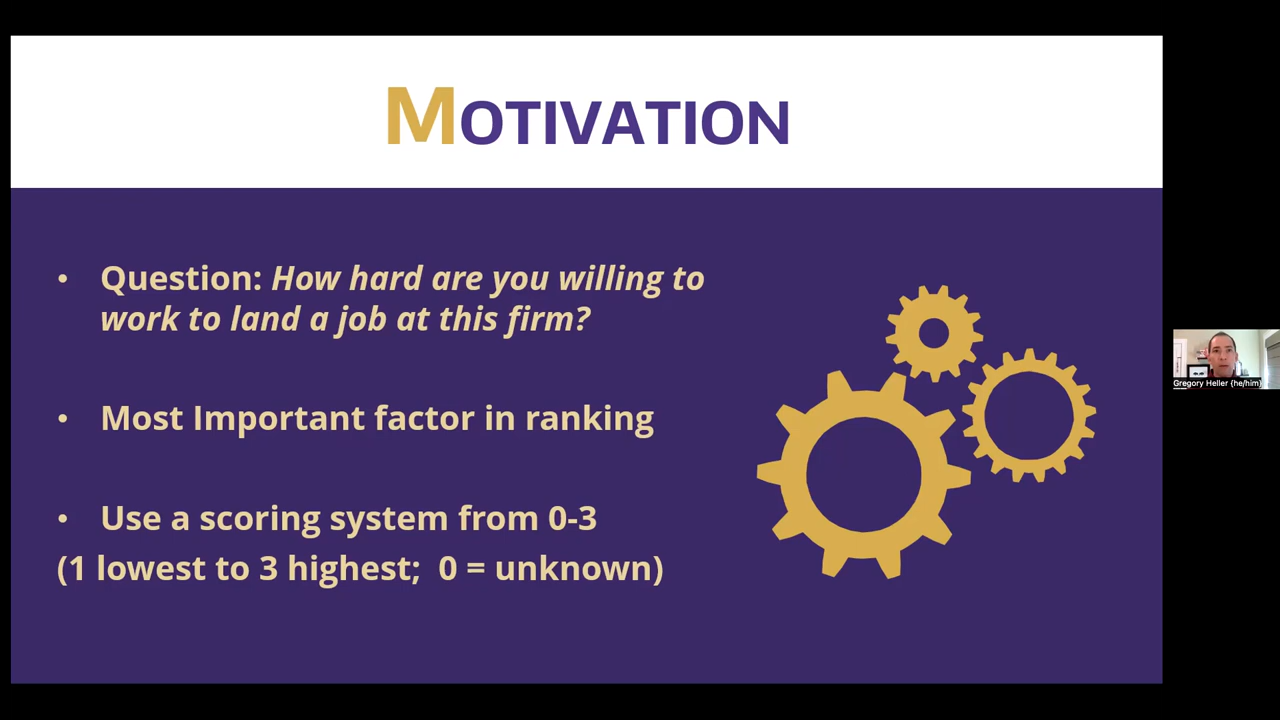 MOTIVATION
• Question: How hard are you willing to
work to land a job at this firm?
• Most Important factor in ranking
• Use a scoring system from 0-3
(1 lowest to 3 highest; 0 = unknown)
Gregory Heller (he/him)